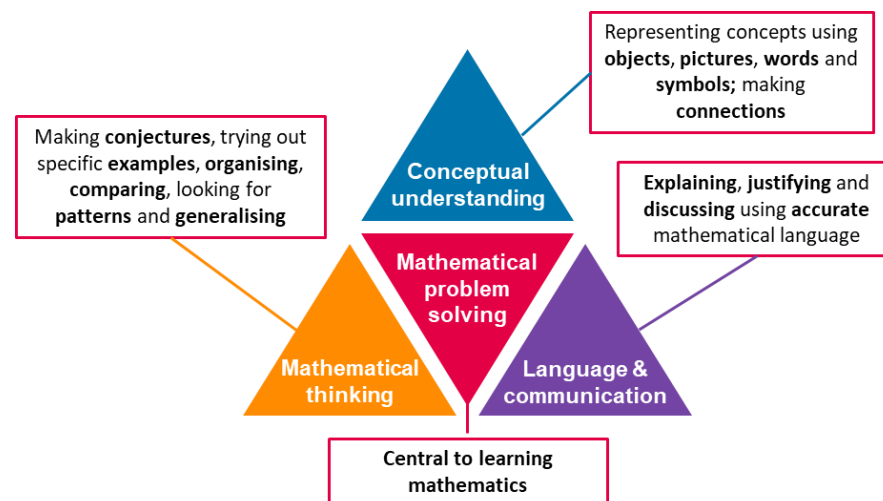 Representing concepts using
objects, pictures, words and
symbols; making
connections
Making conjectures, trying out
specific examples, organising,
comparing, looking for
patterns and generalising
Conceptual
understanding
Explaining, justifying and
discussing using accurate
mathematical language
Mathematical
problem
solving
Mathematical
thinking
Language &
communication
Central to learning
mathematics